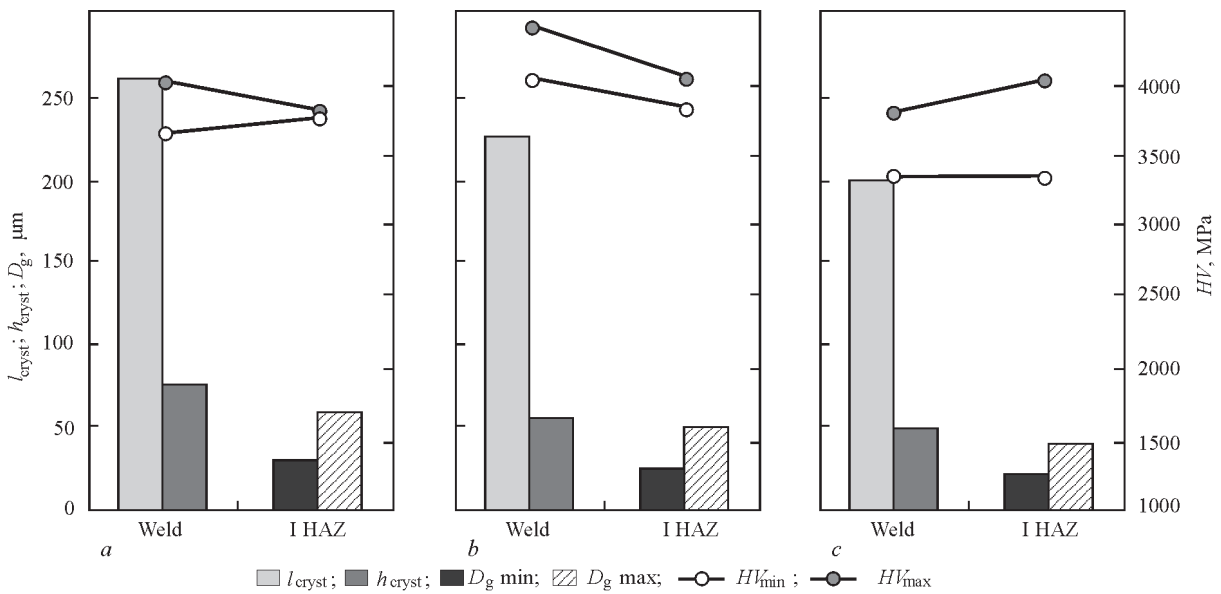 l_cryst; h_cryst; D_g, μm
250
200
150
100
50
0
4000
3500
3000
2500
2000
1500
1000
HV, MPa
Weld I HAZ
Weld I HAZ
Weld I HAZ
a b c
l_cryst; h_cryst; D_g min; D_g max; HV_min; HV_max